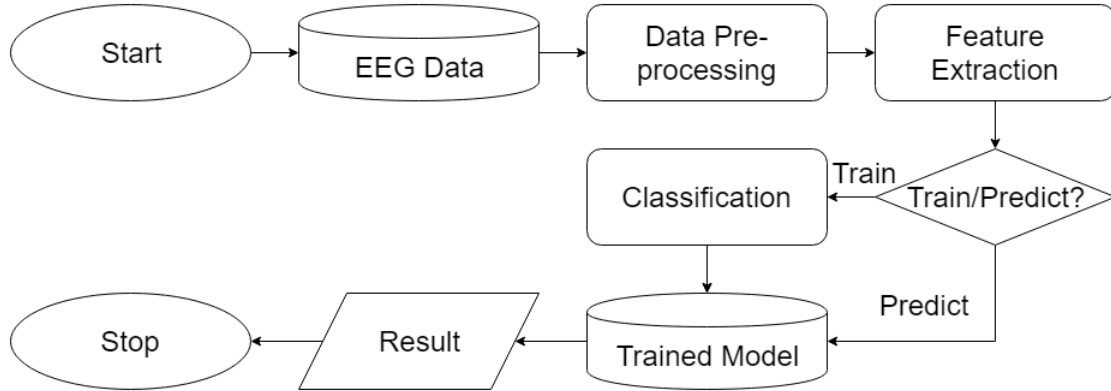 Start
EEG Data
Data Pre-
processing
Feature
Extraction
Train/Predict?
Train
Classification
Predict
Trained Model
Result
Stop